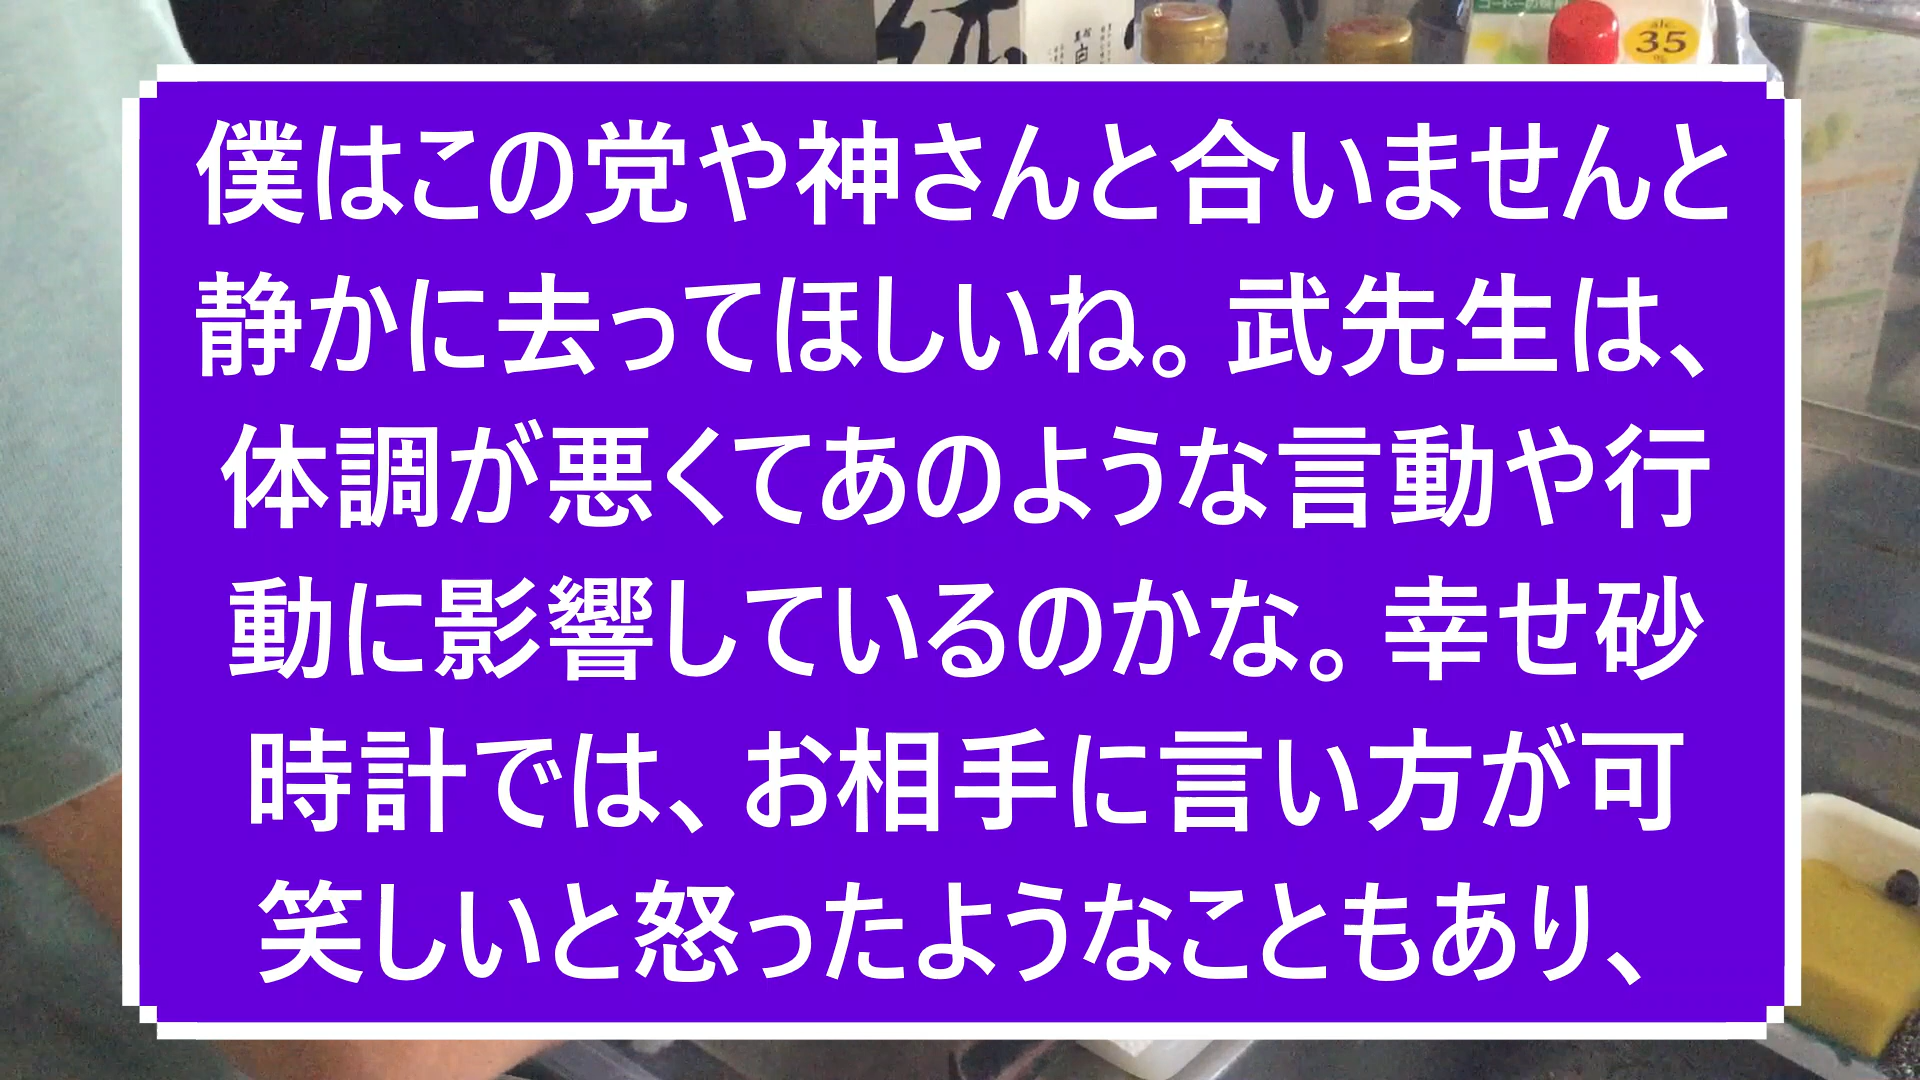 統
alc
35
%
僕はこの党や神さんと合いませんと
静かに去ってほしいね。武先生は、
体調が悪くてあのような言動や行
動に影響しているのかな。幸せ砂
時計では、お相手に言い方が可
笑しいと怒ったようなこともあり、